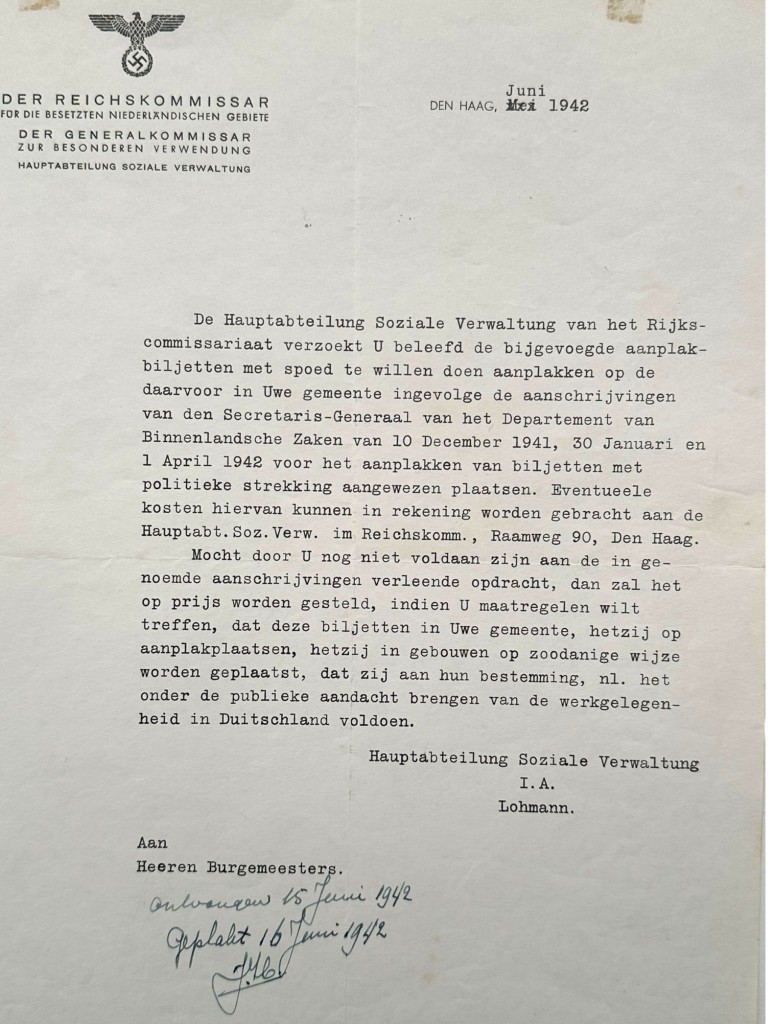 DER REICHSKOMMISSAR
FÜR DIE BESETZTEN NIEDERLÄNDISCHEN GEBIETE
DER GENERALKOMMISSAR
ZUR BESONDEREN VERWENDUNG
HAUPTABTEILUNG SOZIALE VERWALTUNG
Juni
DEN HAAG, Mei 1942
De Hauptabteilung Soziale Verwaltung van het Rijks-
commissariaat verzoekt U beleefd de bijgevoegde aanplak-
biljetten met spoed te willen doen aanplakken op de
daarvoor in Uwe gemeente ingevolge de aanschrijvingen
van den Secretaris-Generaal van het Departement van
Binnenlandsche Zaken van 10 December 1941, 30 Januari en
1 April 1942 voor het aanplakken van biljetten met
politieke strekking aangewezen plaatsen. Eventueele
kosten hiervan kunnen in rekening worden gebracht aan de
Hauptabt.Soz.Verw. im Reichskomm., Raamweg 90, Den Haag.
Mocht door U nog niet voldaan zijn aan de in ge-
noemde aanschrijvingen verleende opdracht, dan zal het
op prijs worden gesteld, indien U maatregelen wilt
treffen, dat deze biljetten in Uwe gemeente, hetzij op
aanplakplaatsen, hetzij in gebouwen op zoodanige wijze
worden geplaatst, dat zij aan hun bestemming, nl. het
onder de publieke aandacht brengen van de werkgelegen-
heid in Duitschland voldoen.
Hauptabteilung Soziale Verwaltung
I.A.
Lohmann.
Aan
Heeren Burgemeesters.
ontvangen 15 Juni 1942
Geplakt 16 Juni 1942